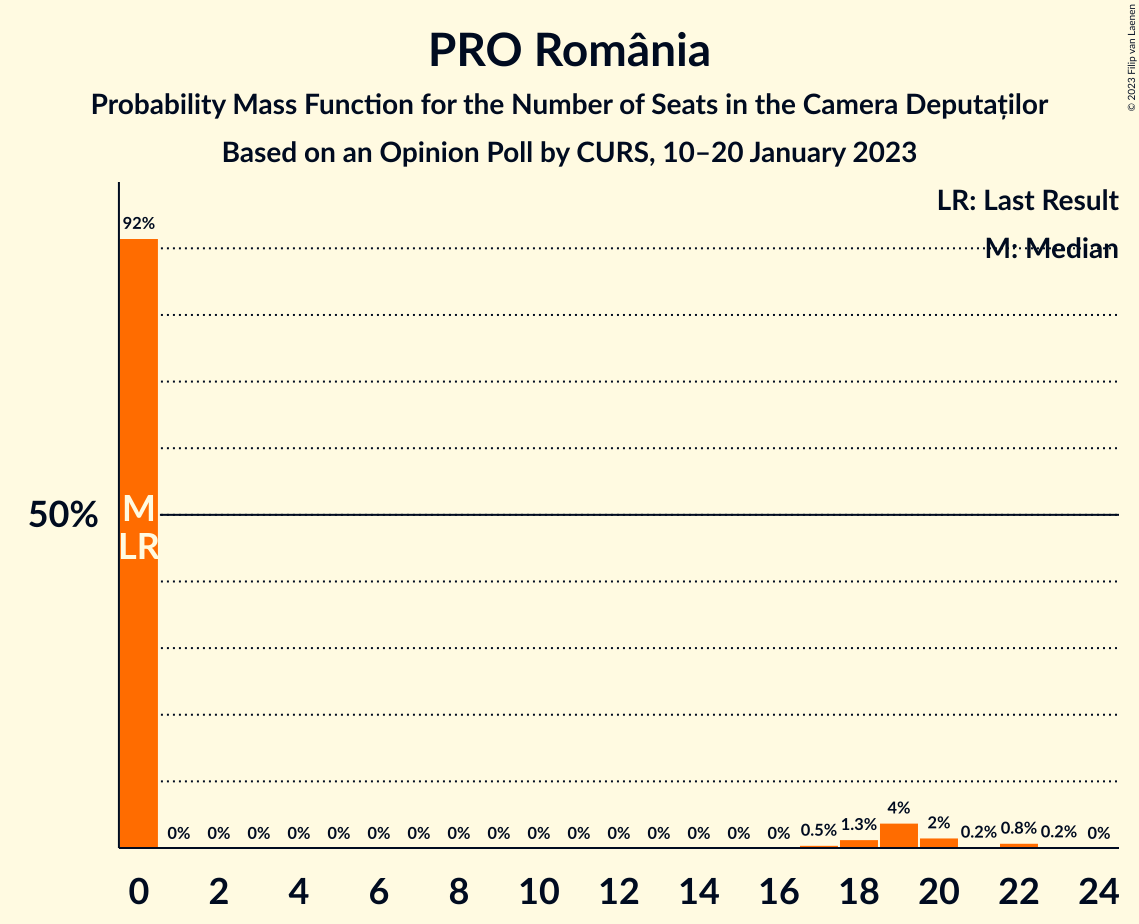 PRO România
Probability Mass Function for the Number of Seats in the Camera Deputaților
Based on an Opinion Poll by CURS, 10–20 January 2023
© 2023 Filip van Laenen
LR: Last Result
M: Median
92%
50%
M
LR
0% 0% 0% 0% 0% 0% 0% 0% 0% 0% 0% 0% 0% 0% 0% 0% 0.5% 1.3% 4% 2% 0.2% 0.8% 0.2% 0%
0 2 4 6 8 10 12 14 16 18 20 22 24